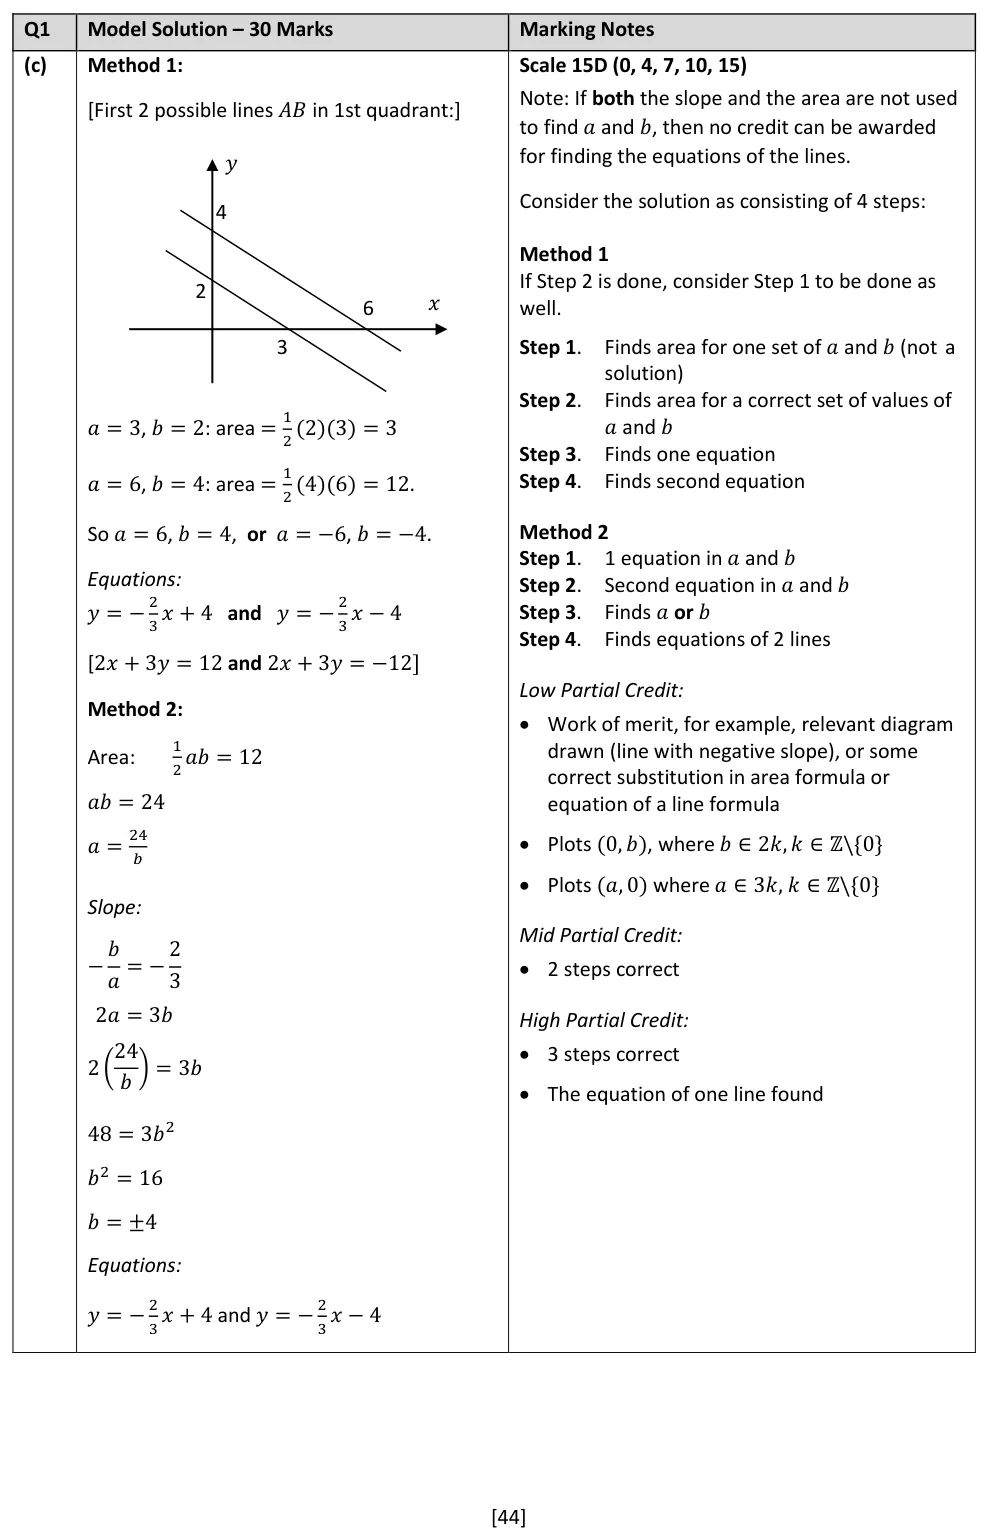 Q1 Model Solution – 30 Marks Marking Notes
(c) Method 1:
[First 2 possible lines AB in 1st quadrant:]
y
4
2
6
x
3
a = 3, b = 2: area = 1/2 (2)(3) = 3
a = 6, b = 4: area = 1/2 (4)(6) = 12.
So a = 6, b = 4, or a = −6, b = −4.
Equations:
y = −2/3 x + 4 and y = −2/3 x − 4
[2x + 3y = 12 and 2x + 3y = −12]
Method 2:
Area: 1/2 ab = 12
ab = 24
a = 24/b
Slope:
−b/a = −2/3
2a = 3b
2(24/b) = 3b
48 = 3b²
b² = 16
b = ±4
Equations:
y = −2/3 x + 4 and y = −2/3 x − 4
Scale 15D (0, 4, 7, 10, 15)
Note: If both the slope and the area are not used
to find a and b, then no credit can be awarded
for finding the equations of the lines.
Consider the solution as consisting of 4 steps:
Method 1
If Step 2 is done, consider Step 1 to be done as
well.
Step 1. Finds area for one set of a and b (not a
solution)
Step 2. Finds area for a correct set of values of
a and b
Step 3. Finds one equation
Step 4. Finds second equation
Method 2
Step 1. 1 equation in a and b
Step 2. Second equation in a and b
Step 3. Finds a or b
Step 4. Finds equations of 2 lines
Low Partial Credit:
• Work of merit, for example, relevant diagram
drawn (line with negative slope), or some
correct substitution in area formula or
equation of a line formula
• Plots (0, b), where b ∈ 2k, k ∈ ℤ\{0}
• Plots (a, 0) where a ∈ 3k, k ∈ ℤ\{0}
Mid Partial Credit:
• 2 steps correct
High Partial Credit:
• 3 steps correct
• The equation of one line found
[44]